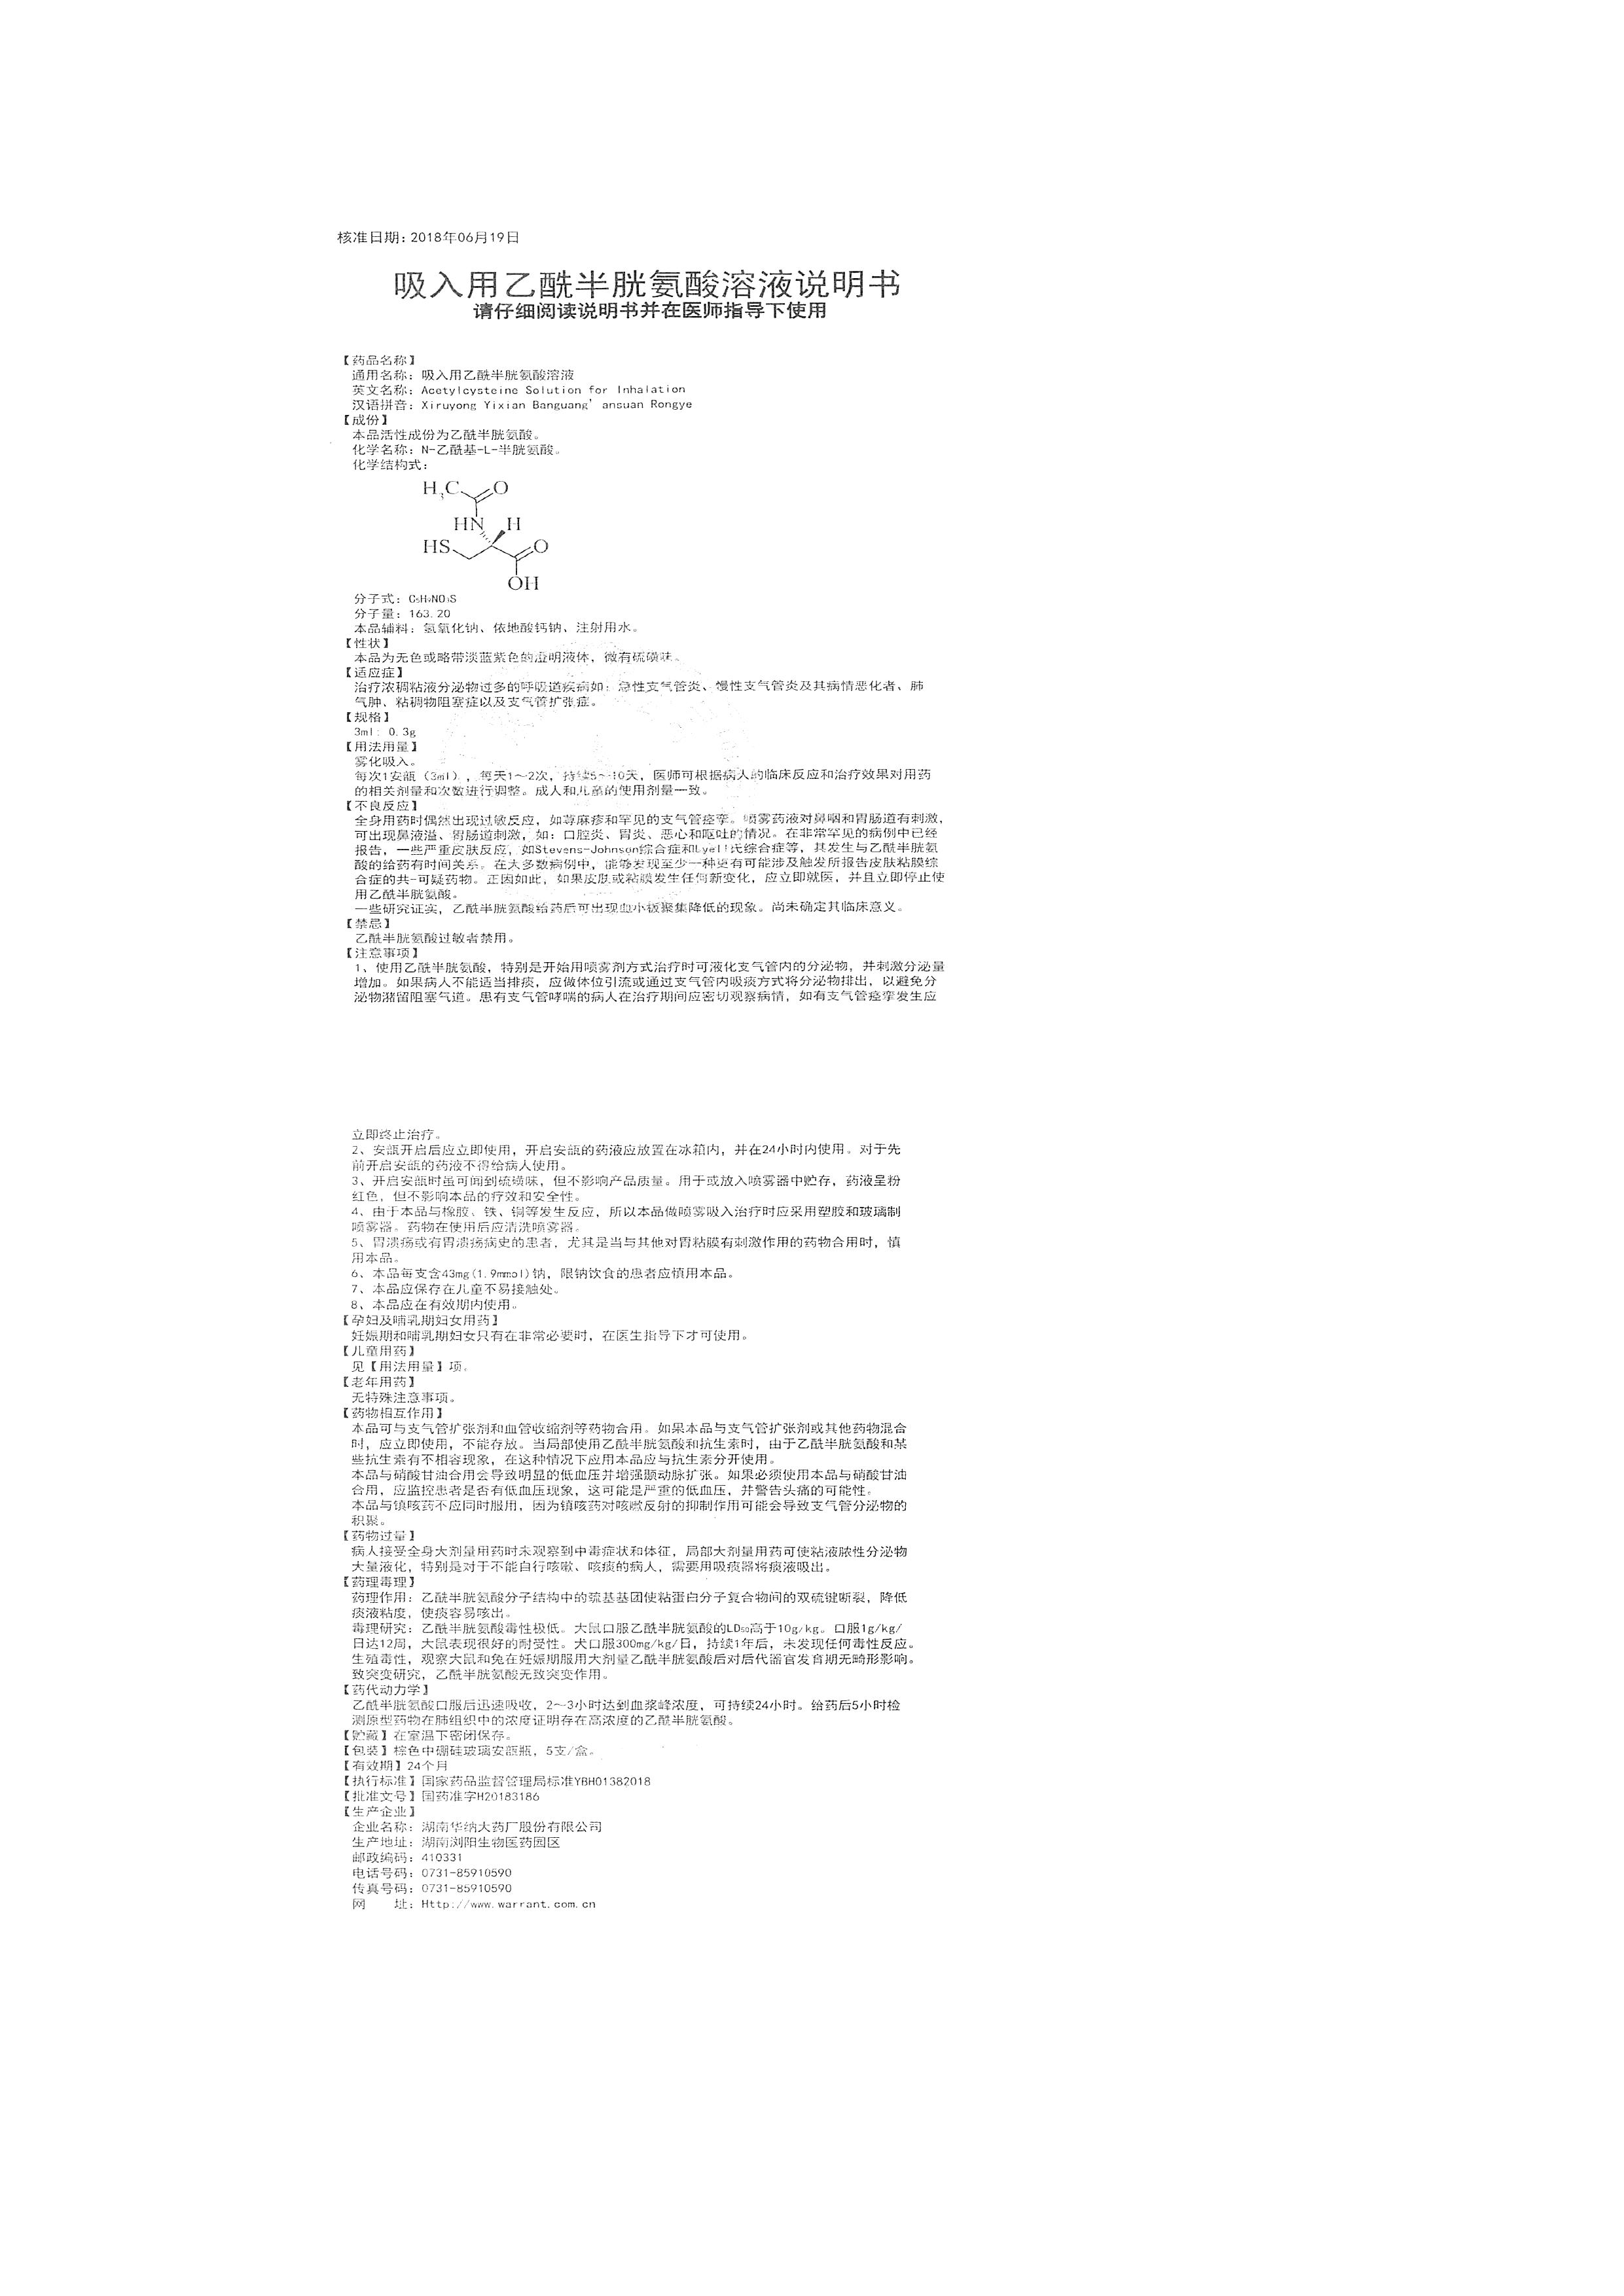 核准日期: 2018年06月19日
吸入用乙酰半胱氨酸溶液说明书
请仔细阅读说明书并在医师指导下使用
【药品名称】
通用名称: 吸入用乙酰半胱氨酸溶液
英文名称: Acetylcysteine Solution for Inhalation
汉语拼音: Xiruyong Yixian Banguang' ansuan Rongye
【成份】
本品活性成份为乙酰半胱氨酸。
化学名称: N-乙酰基-L-半胱氨酸。
化学结构式:
H3C O
HN H
HS O
OH
分子式: C5H9NO3S
分子量: 163.20
本品辅料: 氢氧化钠、依地酸钙钠、注射用水。
【性状】
本品为无色或略带淡蓝紫色的澄明液体, 微有硫磺味。
【适应症】
治疗浓稠粘液分泌物过多的呼吸道疾病如: 急性支气管炎、慢性支气管炎及其病情恶化者、肺
气肿、粘稠物阻塞症以及支气管扩张症。
【规格】
3ml: 0.3g
【用法用量】
雾化吸入。
每次1安瓿 (3ml) , 每天1~2次, 持续5~10天, 医师可根据病人的临床反应和治疗效果对用药
的相关剂量和次数进行调整。成人和儿童的使用剂量一致。
【不良反应】
全身用药时偶然出现过敏反应, 如荨麻疹和罕见的支气管痉挛。喷雾药液对鼻咽和胃肠道有刺激,
可出现鼻液溢、胃肠道刺激, 如: 口腔炎、胃炎、恶心和呕吐的情况。在非常罕见的病例中已经
报告, 一些严重皮肤反应, 如Stevens-Johnson综合症和Lyell氏综合症等, 其发生与乙酰半胱氨
酸的给药有时间关系。在大多数病例中, 能够发现至少一种更有可能涉及触发所报告皮肤粘膜综
合症的共-可疑药物。正因如此, 如果皮肤或粘膜发生任何新变化, 应立即就医, 并且立即停止使
用乙酰半胱氨酸。
一些研究证实, 乙酰半胱氨酸给药后可出现血小板聚集降低的现象。尚未确定其临床意义。
【禁忌】
乙酰半胱氨酸过敏者禁用。
【注意事项】
1、使用乙酰半胱氨酸, 特别是开始用喷雾剂方式治疗时可液化支气管内的分泌物, 并刺激分泌量
增加。如果病人不能适当排痰, 应做体位引流或通过支气管内吸痰方式将分泌物排出, 以避免分
泌物潴留阻塞气道。患有支气管哮喘的病人在治疗期间应密切观察病情, 如有支气管痉挛发生应
立即终止治疗。
2、安瓿开启后应立即使用, 开启安瓿的药液应放置在冰箱内, 并在24小时内使用。对于先
前开启安瓿的药液不得给病人使用。
3、开启安瓿时虽可闻到硫磺味, 但不影响产品质量。用于或放入喷雾器中贮存, 药液呈粉
红色, 但不影响本品的疗效和安全性。
4、由于本品与橡胶、铁、铜等发生反应, 所以本品做喷雾吸入治疗时应采用塑胶和玻璃制
喷雾器。药物在使用后应清洗喷雾器。
5、胃溃疡或有胃溃疡病史的患者, 尤其是当与其他对胃粘膜有刺激作用的药物合用时, 慎
用本品。
6、本品每支含43mg(1.9mmol)钠, 限钠饮食的患者应慎用本品。
7、本品应保存在儿童不易接触处。
8、本品应在有效期内使用。
【孕妇及哺乳期妇女用药】
妊娠期和哺乳期妇女只有在非常必要时, 在医生指导下才可使用。
【儿童用药】
见【用法用量】项。
【老年用药】
无特殊注意事项。
【药物相互作用】
本品可与支气管扩张剂和血管收缩剂等药物合用。如果本品与支气管扩张剂或其他药物混合
时, 应立即使用, 不能存放。当局部使用乙酰半胱氨酸和抗生素时, 由于乙酰半胱氨酸和某
些抗生素有不相容现象, 在这种情况下应用本品应与抗生素分开使用。
本品与硝酸甘油合用会导致明显的低血压并增强颞动脉扩张。如果必须使用本品与硝酸甘油
合用, 应监控患者是否有低血压现象, 这可能是严重的低血压, 并警告头痛的可能性。
本品与镇咳药不应同时服用, 因为镇咳药对咳嗽反射的抑制作用可能会导致支气管分泌物的
积聚。
【药物过量】
病人接受全身大剂量用药时未观察到中毒症状和体征, 局部大剂量用药可使粘液脓性分泌物
大量液化, 特别是对于不能自行咳嗽、咳痰的病人, 需要用吸痰器将痰液吸出。
【药理毒理】
药理作用: 乙酰半胱氨酸分子结构中的巯基基团使粘蛋白分子复合物间的双硫键断裂, 降低
痰液粘度, 使痰容易咳出。
毒理研究: 乙酰半胱氨酸毒性极低。大鼠口服乙酰半胱氨酸的LD50高于10g/kg。口服1g/kg/
日达12周, 大鼠表现很好的耐受性。犬口服300mg/kg/日, 持续1年后, 未发现任何毒性反应。
生殖毒性, 观察大鼠和兔在妊娠期服用大剂量乙酰半胱氨酸后对后代器官发育期无畸形影响。
致突变研究, 乙酰半胱氨酸无致突变作用。
【药代动力学】
乙酰半胱氨酸口服后迅速吸收, 2~3小时达到血浆峰浓度, 可持续24小时。给药后5小时检
测原型药物在肺组织中的浓度证明存在高浓度的乙酰半胱氨酸。
【贮藏】在室温下密闭保存。
【包装】棕色中硼硅玻璃安瓿瓶, 5支/盒。
【有效期】24个月
【执行标准】国家药品监督管理局标准YBH01382018
【批准文号】国药准字H20183186
【生产企业】
企业名称: 湖南华纳大药厂股份有限公司
生产地址: 湖南浏阳生物医药园区
邮政编码: 410331
电话号码: 0731-85910590
传真号码: 0731-85910590
网 址: Http://www.warrant.com.cn